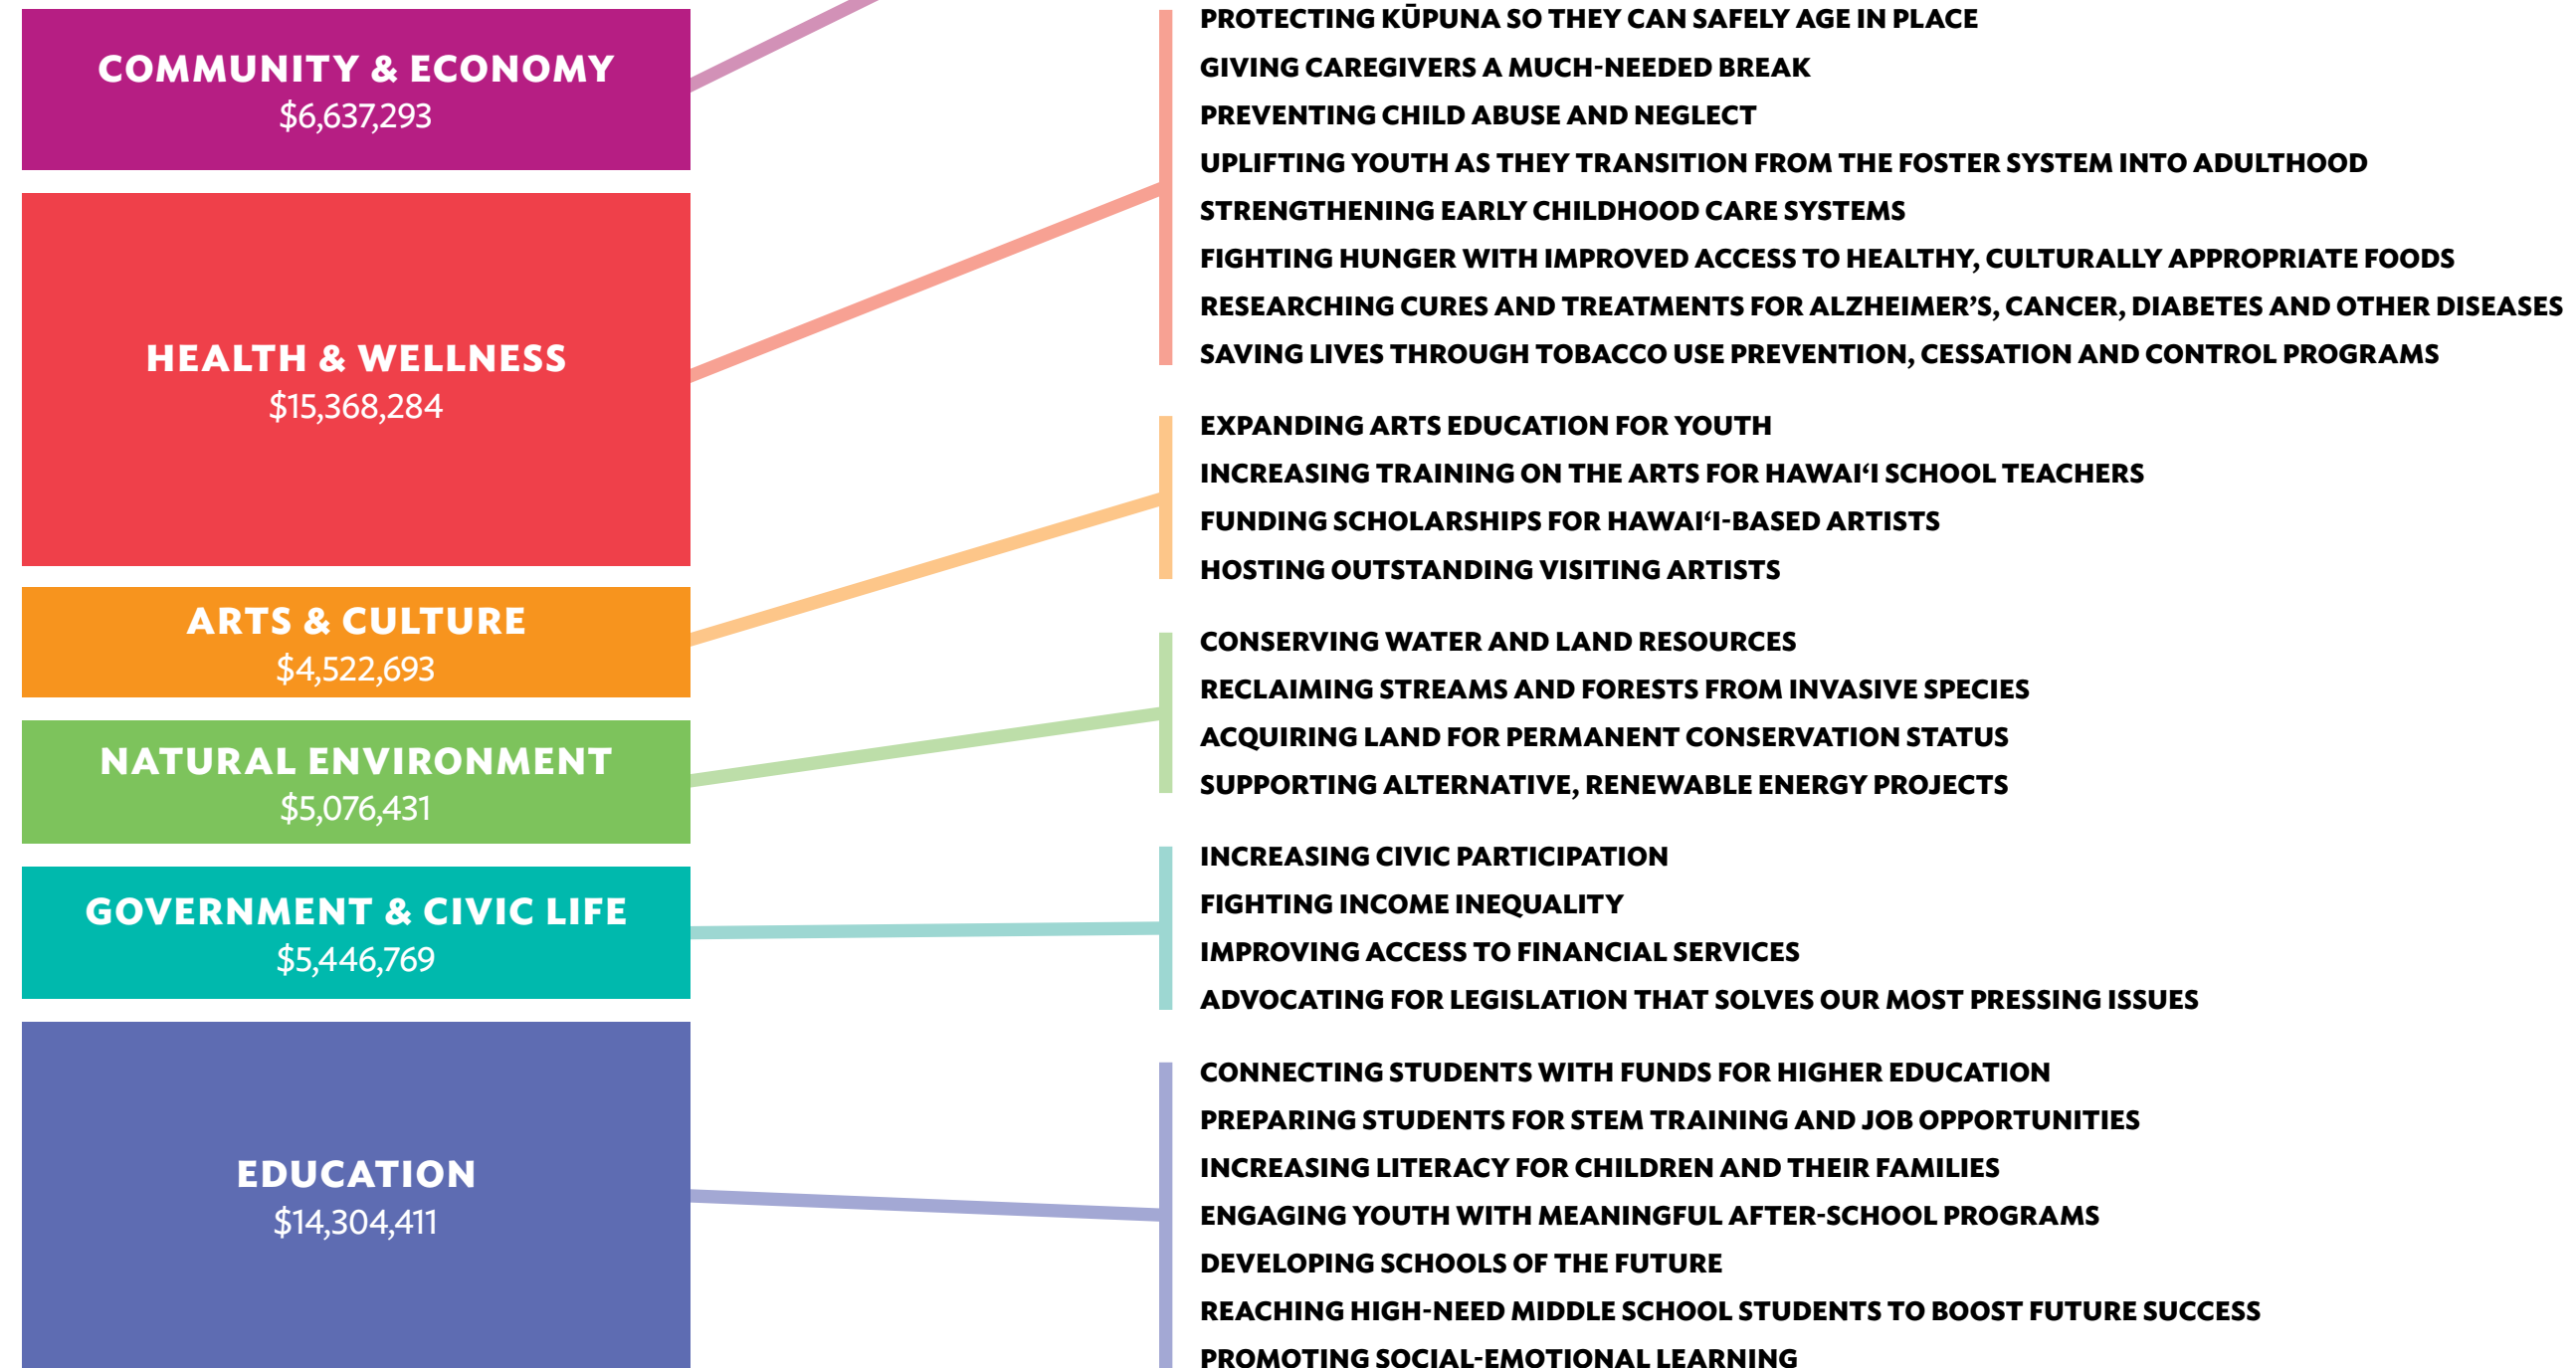 COMMUNITY & ECONOMY
$6,637,293
HEALTH & WELLNESS
$15,368,284
ARTS & CULTURE
$4,522,693
NATURAL ENVIRONMENT
$5,076,431
GOVERNMENT & CIVIC LIFE
$5,446,769
EDUCATION
$14,304,411
PROTECTING KŪPUNA SO THEY CAN SAFELY AGE IN PLACE
GIVING CAREGIVERS A MUCH-NEEDED BREAK
PREVENTING CHILD ABUSE AND NEGLECT
UPLIFTING YOUTH AS THEY TRANSITION FROM THE FOSTER SYSTEM INTO ADULTHOOD
STRENGTHENING EARLY CHILDHOOD CARE SYSTEMS
FIGHTING HUNGER WITH IMPROVED ACCESS TO HEALTHY, CULTURALLY APPROPRIATE FOODS
RESEARCHING CURES AND TREATMENTS FOR ALZHEIMER’S, CANCER, DIABETES AND OTHER DISEASES
SAVING LIVES THROUGH TOBACCO USE PREVENTION, CESSATION AND CONTROL PROGRAMS
EXPANDING ARTS EDUCATION FOR YOUTH
INCREASING TRAINING ON THE ARTS FOR HAWAI‘I SCHOOL TEACHERS
FUNDING SCHOLARSHIPS FOR HAWAI‘I-BASED ARTISTS
HOSTING OUTSTANDING VISITING ARTISTS
CONSERVING WATER AND LAND RESOURCES
RECLAIMING STREAMS AND FORESTS FROM INVASIVE SPECIES
ACQUIRING LAND FOR PERMANENT CONSERVATION STATUS
SUPPORTING ALTERNATIVE, RENEWABLE ENERGY PROJECTS
INCREASING CIVIC PARTICIPATION
FIGHTING INCOME INEQUALITY
IMPROVING ACCESS TO FINANCIAL SERVICES
ADVOCATING FOR LEGISLATION THAT SOLVES OUR MOST PRESSING ISSUES
CONNECTING STUDENTS WITH FUNDS FOR HIGHER EDUCATION
PREPARING STUDENTS FOR STEM TRAINING AND JOB OPPORTUNITIES
INCREASING LITERACY FOR CHILDREN AND THEIR FAMILIES
ENGAGING YOUTH WITH MEANINGFUL AFTER-SCHOOL PROGRAMS
DEVELOPING SCHOOLS OF THE FUTURE
REACHING HIGH-NEED MIDDLE SCHOOL STUDENTS TO BOOST FUTURE SUCCESS
PROMOTING SOCIAL-EMOTIONAL LEARNING